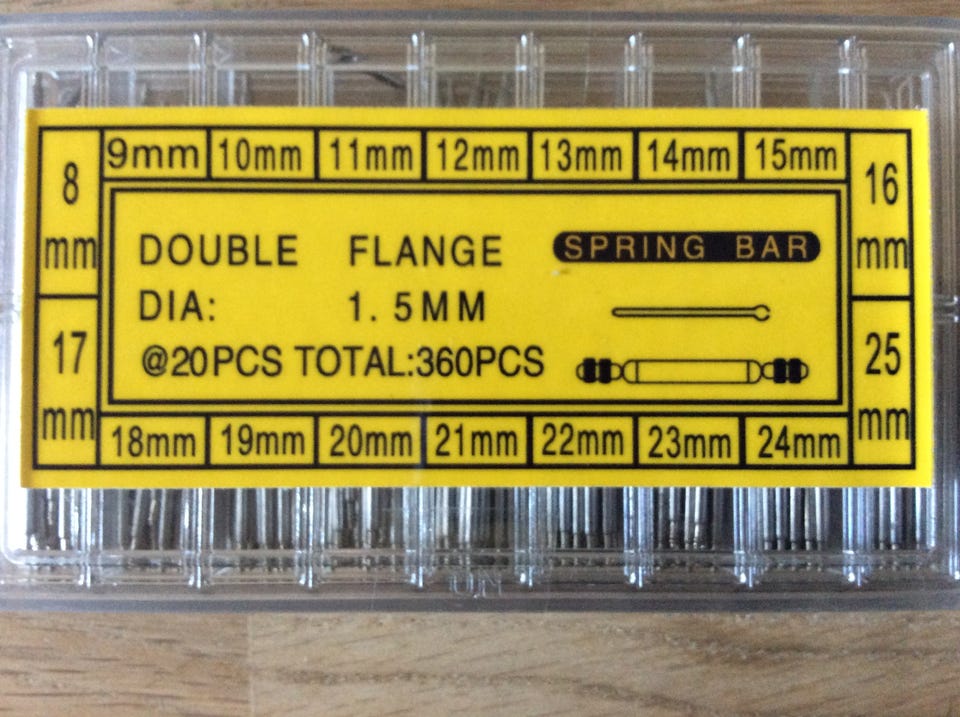 8 mm
9mm
10mm
11mm
12mm
13mm
14mm
15mm
16 mm
DOUBLE FLANGE
SPRING BAR
DIA: 1.5MM
@20PCS TOTAL:360PCS
17 mm
18mm
19mm
20mm
21mm
22mm
23mm
24mm
25 mm